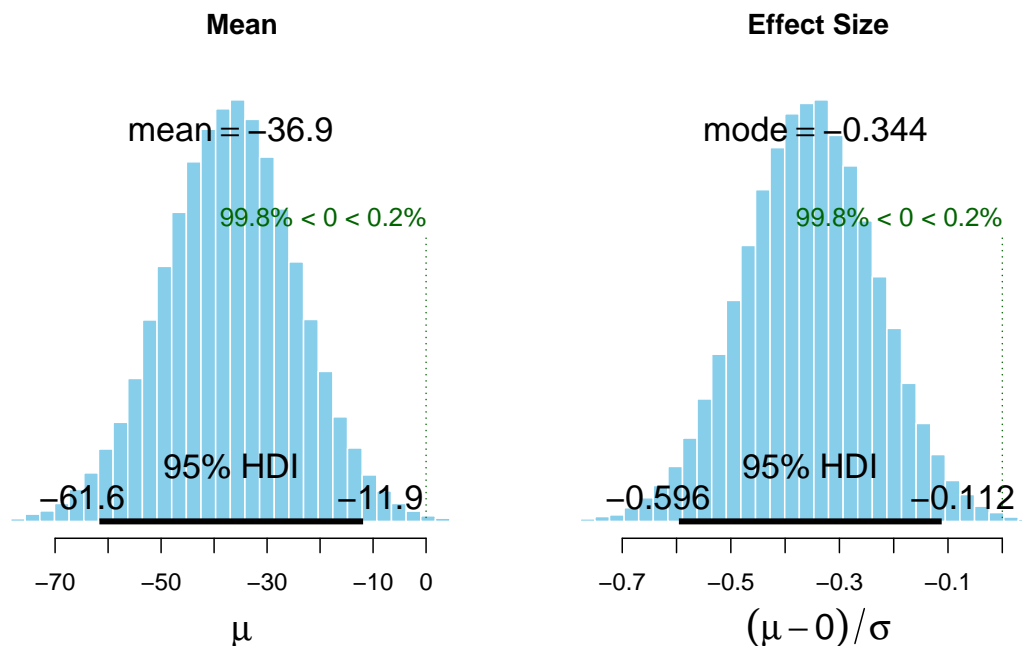 Mean
mean = −36.9
99.8% < 0 < 0.2%
95% HDI
−61.6 −11.9
−70 −50 −30 −10 0
μ
Effect Size
mode = −0.344
99.8% < 0 < 0.2%
95% HDI
−0.596 −0.112
−0.7 −0.5 −0.3 −0.1
(μ − 0)/σ